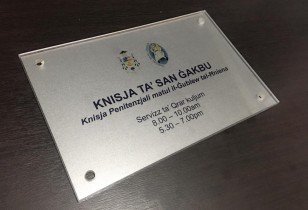 KNISJA TA' SAN ĠAKBU
Knisja Penitenzjali matul il-Ġublew tal-Ħniena
Servizz ta' Qrar kuljum
8.00 - 10.00am
5.30 - 7.00pm